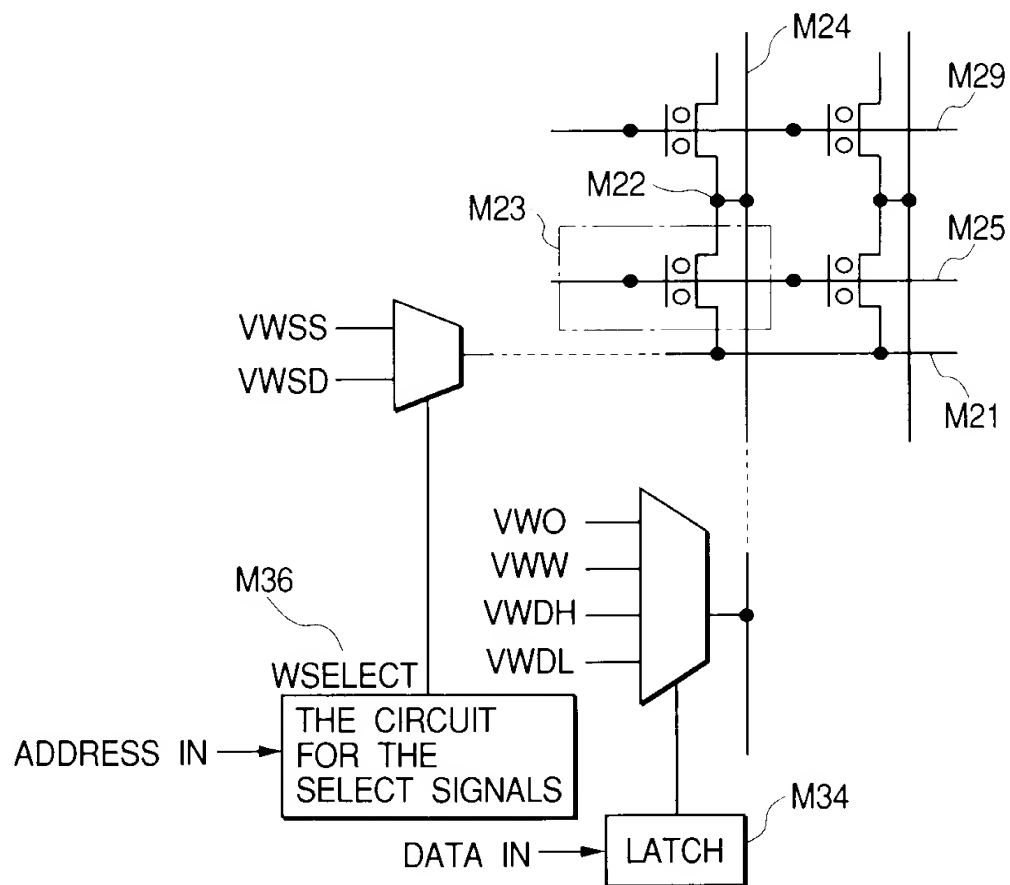 M24
M29
M22
M23
M25
VWSS
VWSD
M21
VWO
VWW
VWDH
VWDL
M36
WSELECT
THE CIRCUIT
FOR THE
SELECT SIGNALS
ADDRESS IN
M34
DATA IN
LATCH